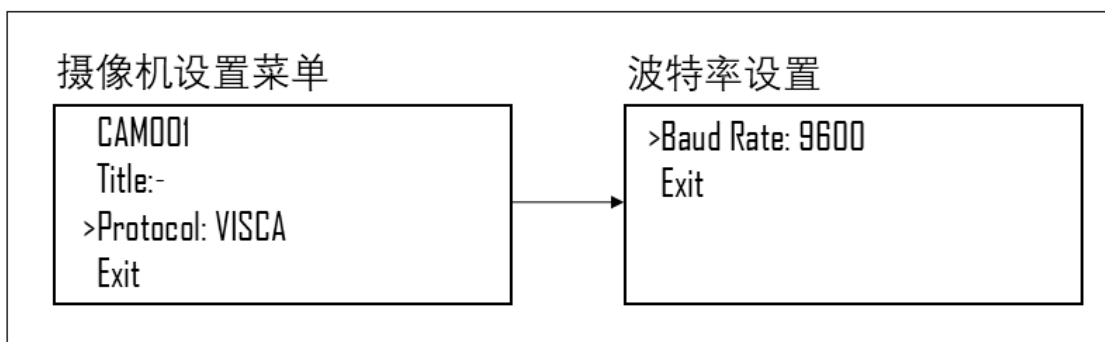 摄像机设置菜单
CAM001
Title:-
>Protocol: VISCA
Exit
波特率设置
>Baud Rate: 9600
Exit